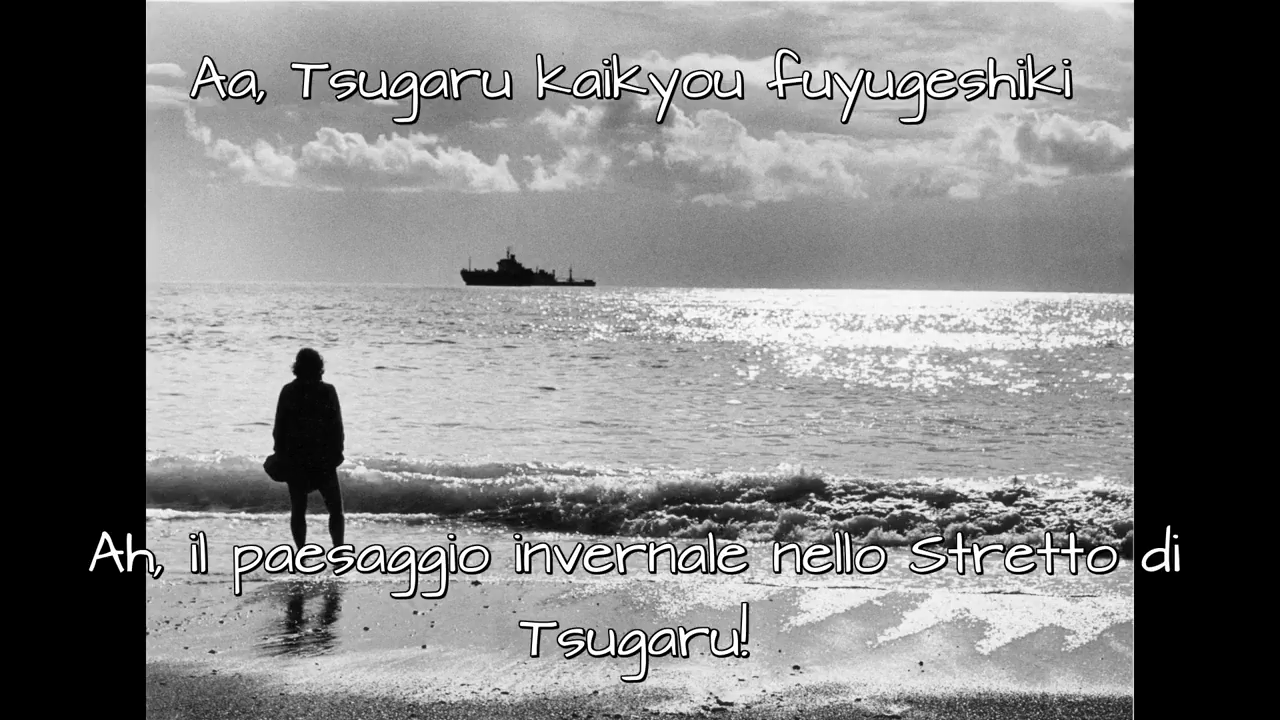 Aa, Tsugaru kaikyou fuyugeshiki
Ah, il paesaggio invernale nello Stretto di
Tsugaru!